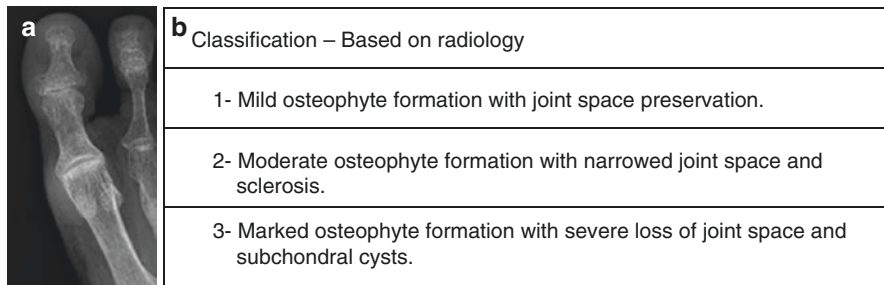 a
b Classification – Based on radiology
1- Mild osteophyte formation with joint space preservation.
2- Moderate osteophyte formation with narrowed joint space and
sclerosis.
3- Marked osteophyte formation with severe loss of joint space and
subchondral cysts.